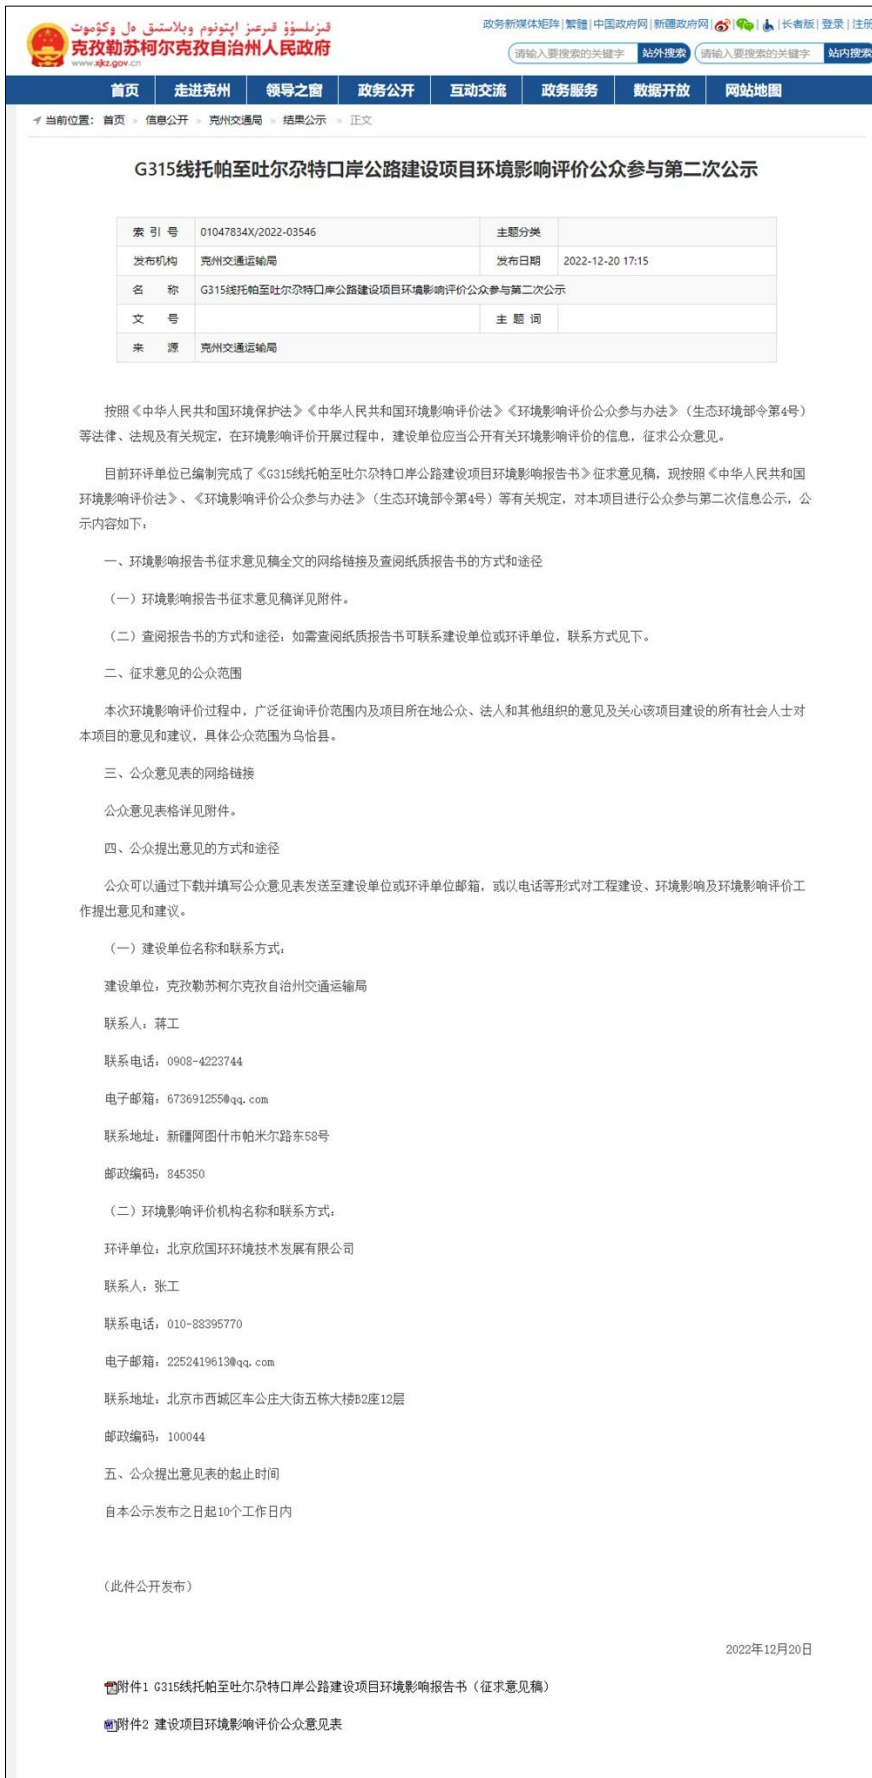 政务新媒体矩阵|繁體|中国政府网|新疆政府网| | | |长者版|登录|注册
قىزىلسۇۋ قىرعىز اپتونوم وبلاستىق ەل وكۉمۉت
克孜勒苏柯尔克孜自治州人民政府
www.xjkz.gov.cn
请输入要搜索的关键字 站外搜索 请输入要搜索的关键字 站内搜索
首页 走进克州 领导之窗 政务公开 互动交流 政务服务 数据开放 网站地图
当前位置： 首页 » 信息公开 » 克州交通局 » 结果公示 » 正文
G315线托帕至吐尔尕特口岸公路建设项目环境影响评价公众参与第二次公示
索 引 号 01047834X/2022-03546 主题分类
发布机构 克州交通运输局 发布日期 2022-12-20 17:15
名 称 G315线托帕至吐尔尕特口岸公路建设项目环境影响评价公众参与第二次公示
文 号 主 题 词
来 源 克州交通运输局
按照《中华人民共和国环境保护法》《中华人民共和国环境影响评价法》《环境影响评价公众参与办法》（生态环境部令第4号）
等法律、法规及有关规定，在环境影响评价开展过程中，建设单位应当公开有关环境影响评价的信息，征求公众意见。
目前环评单位已编制完成了《G315线托帕至吐尔尕特口岸公路建设项目环境影响报告书》征求意见稿，现按照《中华人民共和国
环境影响评价法》、《环境影响评价公众参与办法》（生态环境部令第4号）等有关规定，对本项目进行公众参与第二次信息公示，公
示内容如下：
一、环境影响报告书征求意见稿全文的网络链接及查阅纸质报告书的方式和途径
（一）环境影响报告书征求意见稿详见附件。
（二）查阅报告书的方式和途径：如需查阅纸质报告书可联系建设单位或环评单位，联系方式见下。
二、征求意见的公众范围
本次环境影响评价过程中，广泛征询评价范围内及项目所在地公众、法人和其他组织的意见及关心该项目建设的所有社会人士对
本项目的意见和建议，具体公众范围为乌恰县。
三、公众意见表的网络链接
公众意见表格详见附件。
四、公众提出意见的方式和途径
公众可以通过下载并填写公众意见表发送至建设单位或环评单位邮箱，或以电话等形式对工程建设、环境影响及环境影响评价工
作提出意见和建议。
（一）建设单位名称和联系方式：
建设单位：克孜勒苏柯尔克孜自治州交通运输局
联系人：蒋工
联系电话：0908-4223744
电子邮箱：673691255@qq.com
联系地址：新疆阿图什市帕米尔路东58号
邮政编码：845350
（二）环境影响评价机构名称和联系方式：
环评单位：北京欣国环环境技术发展有限公司
联系人：张工
联系电话：010-88395770
电子邮箱：2252419613@qq.com
联系地址：北京市西城区车公庄大街五栋大楼B2座12层
邮政编码：100044
五、公众提出意见表的起止时间
自本公示发布之日起10个工作日内
（此件公开发布）
2022年12月20日
附件1 G315线托帕至吐尔尕特口岸公路建设项目环境影响报告书（征求意见稿）
附件2 建设项目环境影响评价公众意见表